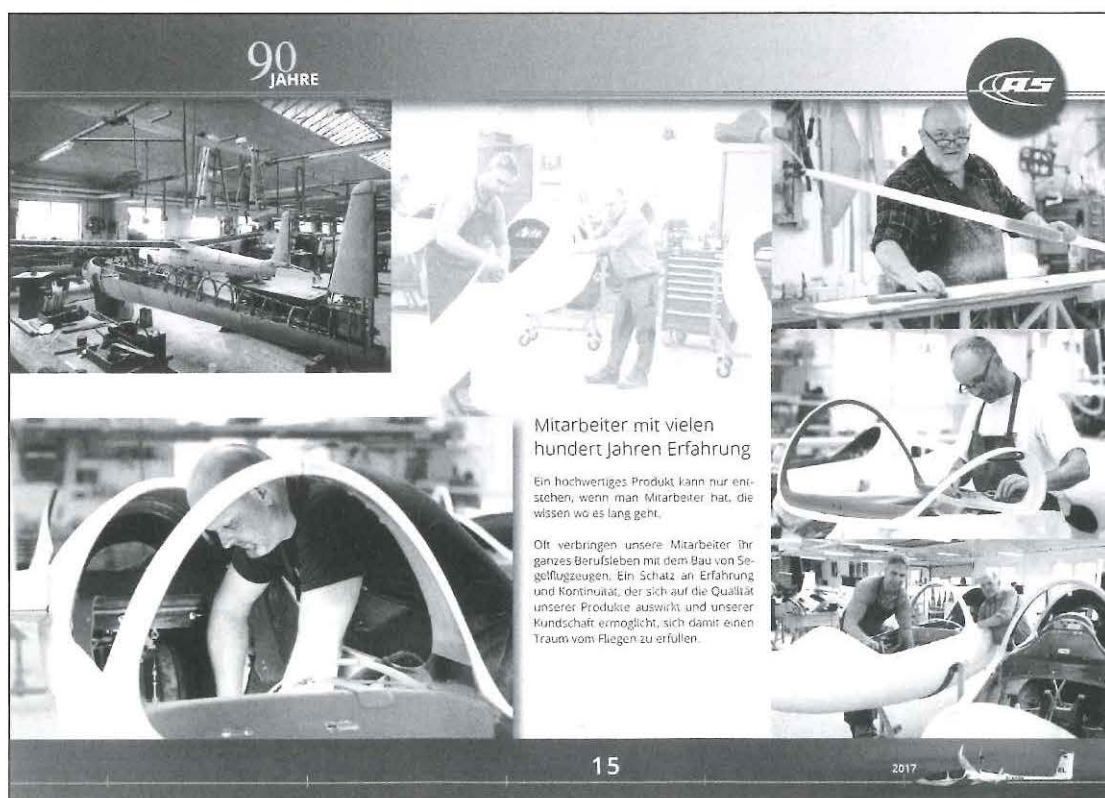 90
JAHRE
AS
Mitarbeiter mit vielen
hundert Jahren Erfahrung
Ein hochwertiges Produkt kann nur ent-
stehen, wenn man Mitarbeiter hat, die
wissen wo es lang geht.
Oft verbringen unsere Mitarbeiter ihr
ganzes Berufsleben mit dem Bau von Se-
gelflugzeugen. Ein Schatz an Erfahrung
und Kontinuität, der sich auf die Qualität
unserer Produkte auswirkt und unserer
Kundschaft ermöglicht, sich damit einen
Traum vom Fliegen zu erfüllen.
15
2017